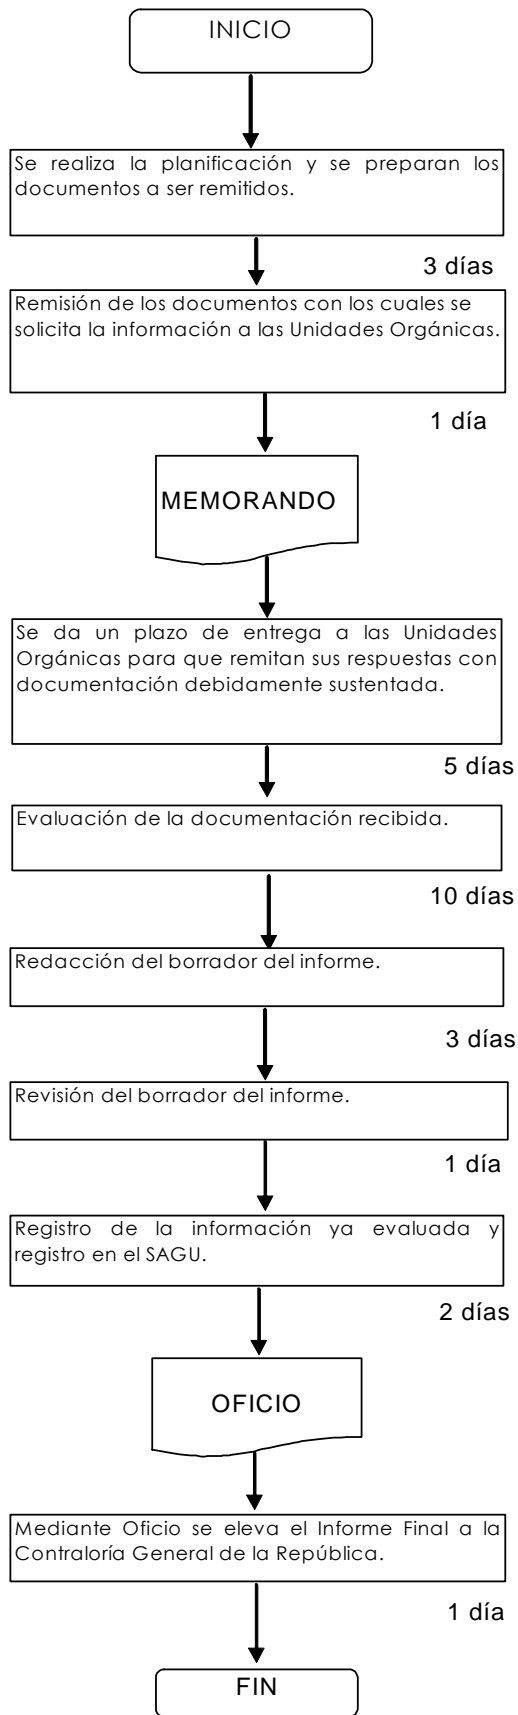 INICIO
Se realiza la planificación y se preparan los
documentos a ser remitidos.
3 días
Remisión de los documentos con los cuales se
solicita la información a las Unidades Orgánicas.
1 día
MEMORANDO
Se da un plazo de entrega a las Unidades
Orgánicas para que remitan sus respuestas con
documentación debidamente sustentada.
5 días
Evaluación de la documentación recibida.
10 días
Redacción del borrador del informe.
3 días
Revisión del borrador del informe.
1 día
Registro de la información ya evaluada y
registro en el SAGU.
2 días
OFICIO
Mediante Oficio se eleva el Informe Final a la
Contraloría General de la República.
1 día
FIN